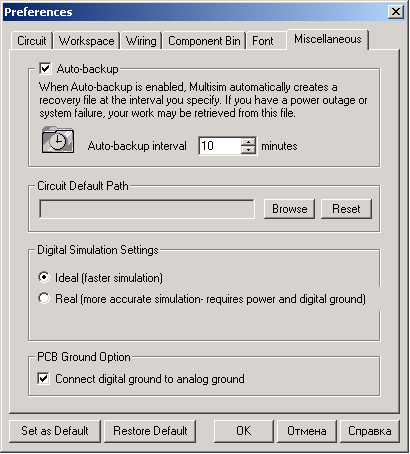 Preferences
Circuit Workspace Wiring Component Bin Font Miscellaneous
Auto-backup
When Auto-backup is enabled, Multisim automatically creates a
recovery file at the interval you specify. If you have a power outage or
system failure, your work may be retrieved from this file.
Auto-backup interval 10 minutes
Circuit Default Path
Browse Reset
Digital Simulation Settings
Ideal (faster simulation)
Real (more accurate simulation- requires power and digital ground)
PCB Ground Option
Connect digital ground to analog ground
Set as Default Restore Default OK Отмена Справка